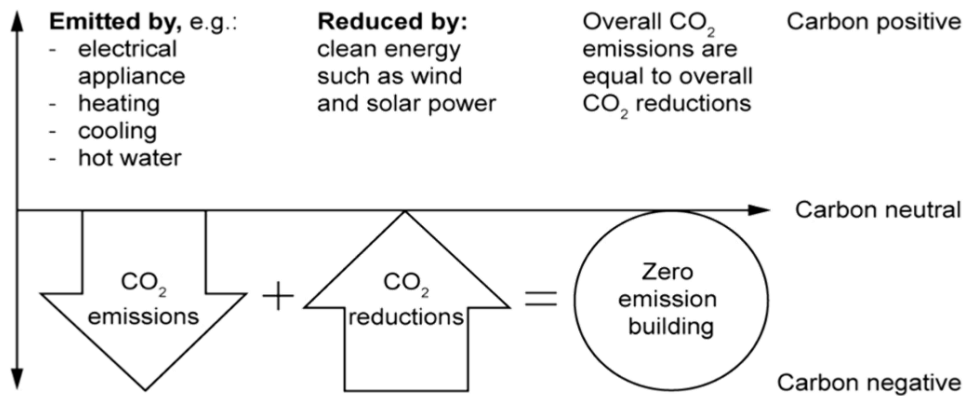 Emitted by, e.g.:
- electrical
appliance
- heating
- cooling
- hot water
Reduced by:
clean energy
such as wind
and solar power
Overall CO₂
emissions are
equal to overall
CO₂ reductions
Carbon positive
Carbon neutral
CO₂
emissions
+
CO₂
reductions
=
Zero
emission
building
Carbon negative